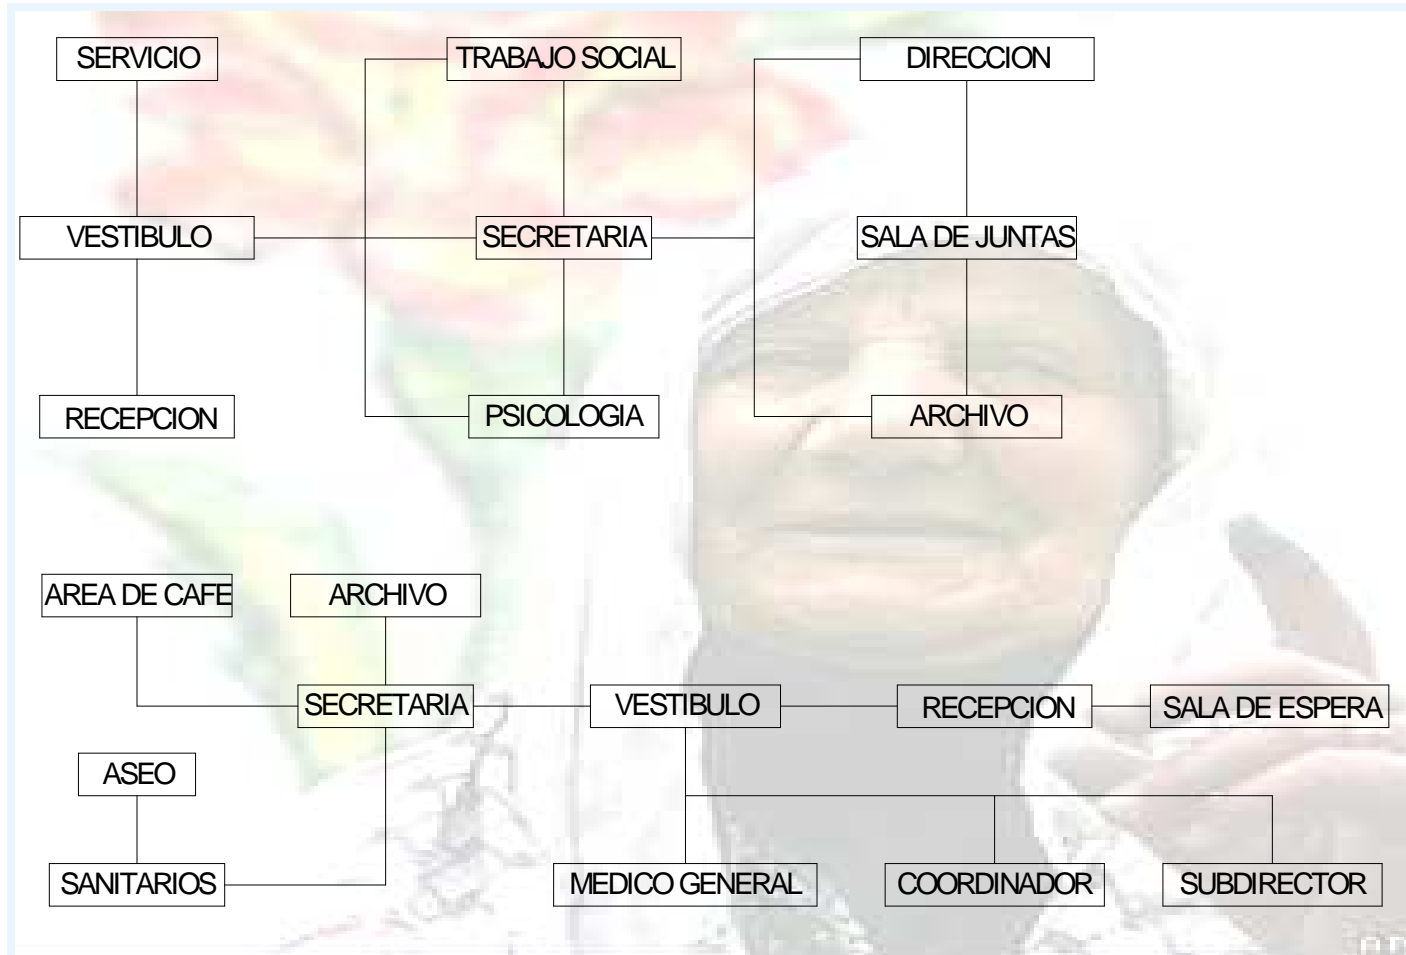 SERVICIO
TRABAJO SOCIAL
DIRECCION
VESTIBULO
SECRETARIA
SALA DE JUNTAS
RECEPCION
PSICOLOGIA
ARCHIVO
AREA DE CAFE
ARCHIVO
SECRETARIA
VESTIBULO
RECEPCION
SALA DE ESPERA
ASEO
SANITARIOS
MEDICO GENERAL
COORDINADOR
SUBDIRECTOR